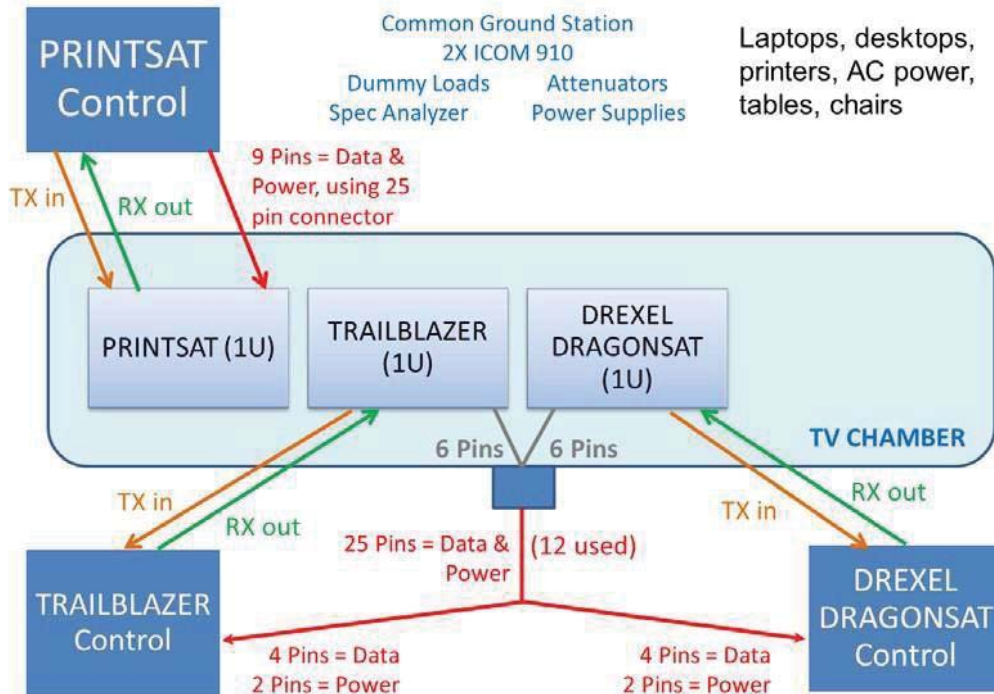 PRINTSAT
Control
Common Ground Station
2X ICOM 910
Dummy Loads Attenuators
Spec Analyzer Power Supplies
Laptops, desktops,
printers, AC power,
tables, chairs
TX in
RX out
9 Pins = Data &
Power, using 25
pin connector
PRINTSAT (1U)
TRAILBLAZER
(1U)
DREXEL
DRAGONSAT
(1U)
6 Pins
6 Pins
TV CHAMBER
TX in
RX out
TX in
RX out
25 Pins = Data &
Power
(12 used)
TRAILBLAZER
Control
DREXEL
DRAGONSAT
Control
4 Pins = Data
2 Pins = Power
4 Pins = Data
2 Pins = Power